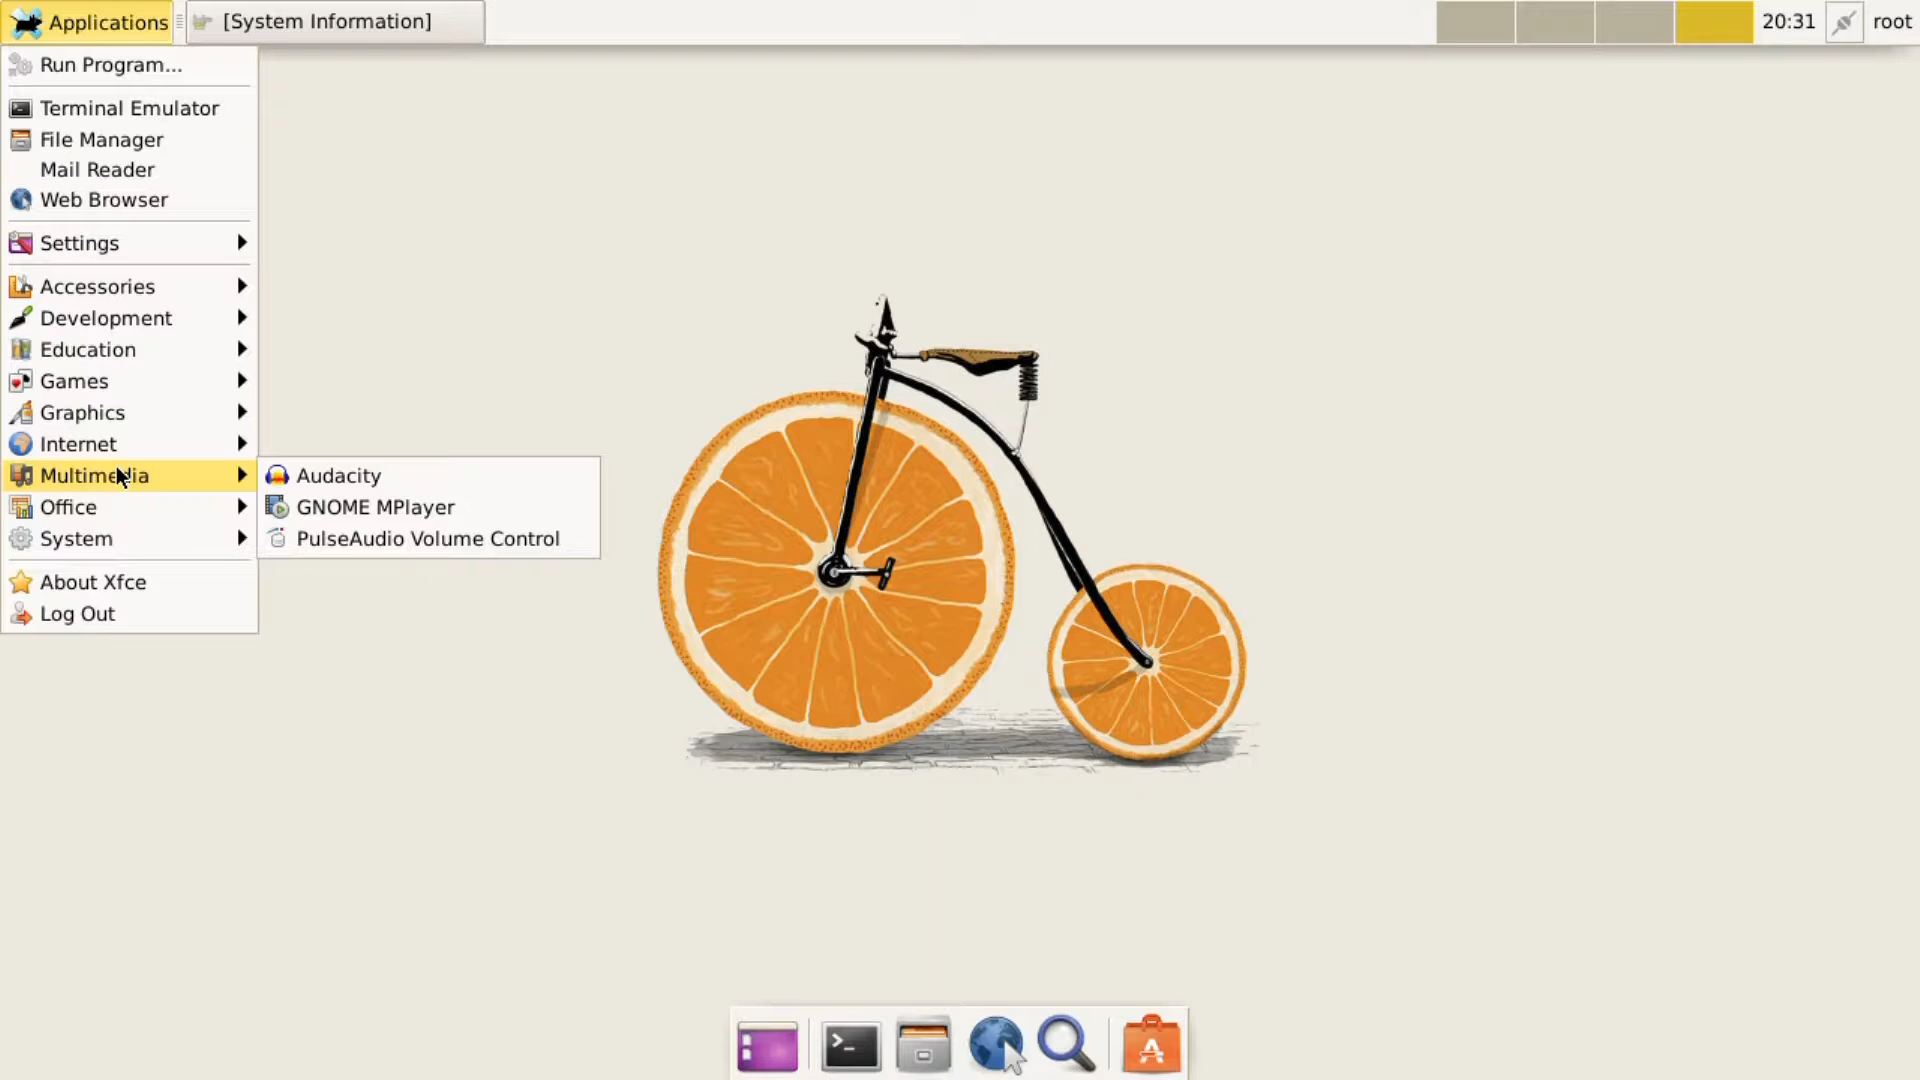 Applications
[System Information]
20:31
root
Run Program...
Terminal Emulator
File Manager
Mail Reader
Web Browser
Settings
Accessories
Development
Education
Games
Graphics
Internet
Multimedia
Office
System
About Xfce
Log Out
Audacity
GNOME MPlayer
PulseAudio Volume Control